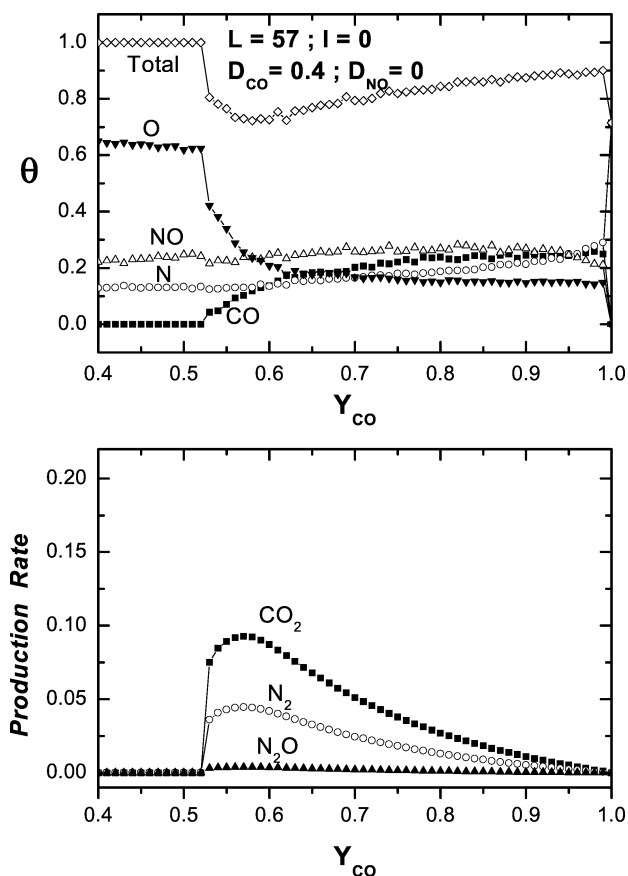 L = 57 ; I = 0
D_CO = 0.4 ; D_NO = 0
Total
O
NO
N
CO
θ
1.0
0.8
0.6
0.4
0.2
0.0
0.4 0.5 0.6 0.7 0.8 0.9 1.0
Y_CO
Production Rate
0.20
0.15
0.10
0.05
0.00
CO₂
N₂
N₂O
0.4 0.5 0.6 0.7 0.8 0.9 1.0
Y_CO